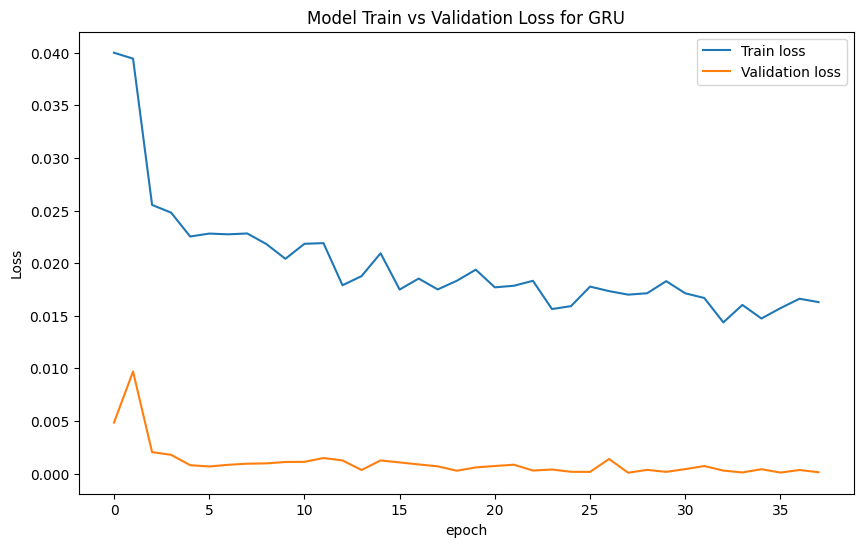 Model Train vs Validation Loss for GRU
Train loss
Validation loss
0.040
0.035
0.030
0.025
0.020
0.015
0.010
0.005
0.000
Loss
0 5 10 15 20 25 30 35
epoch